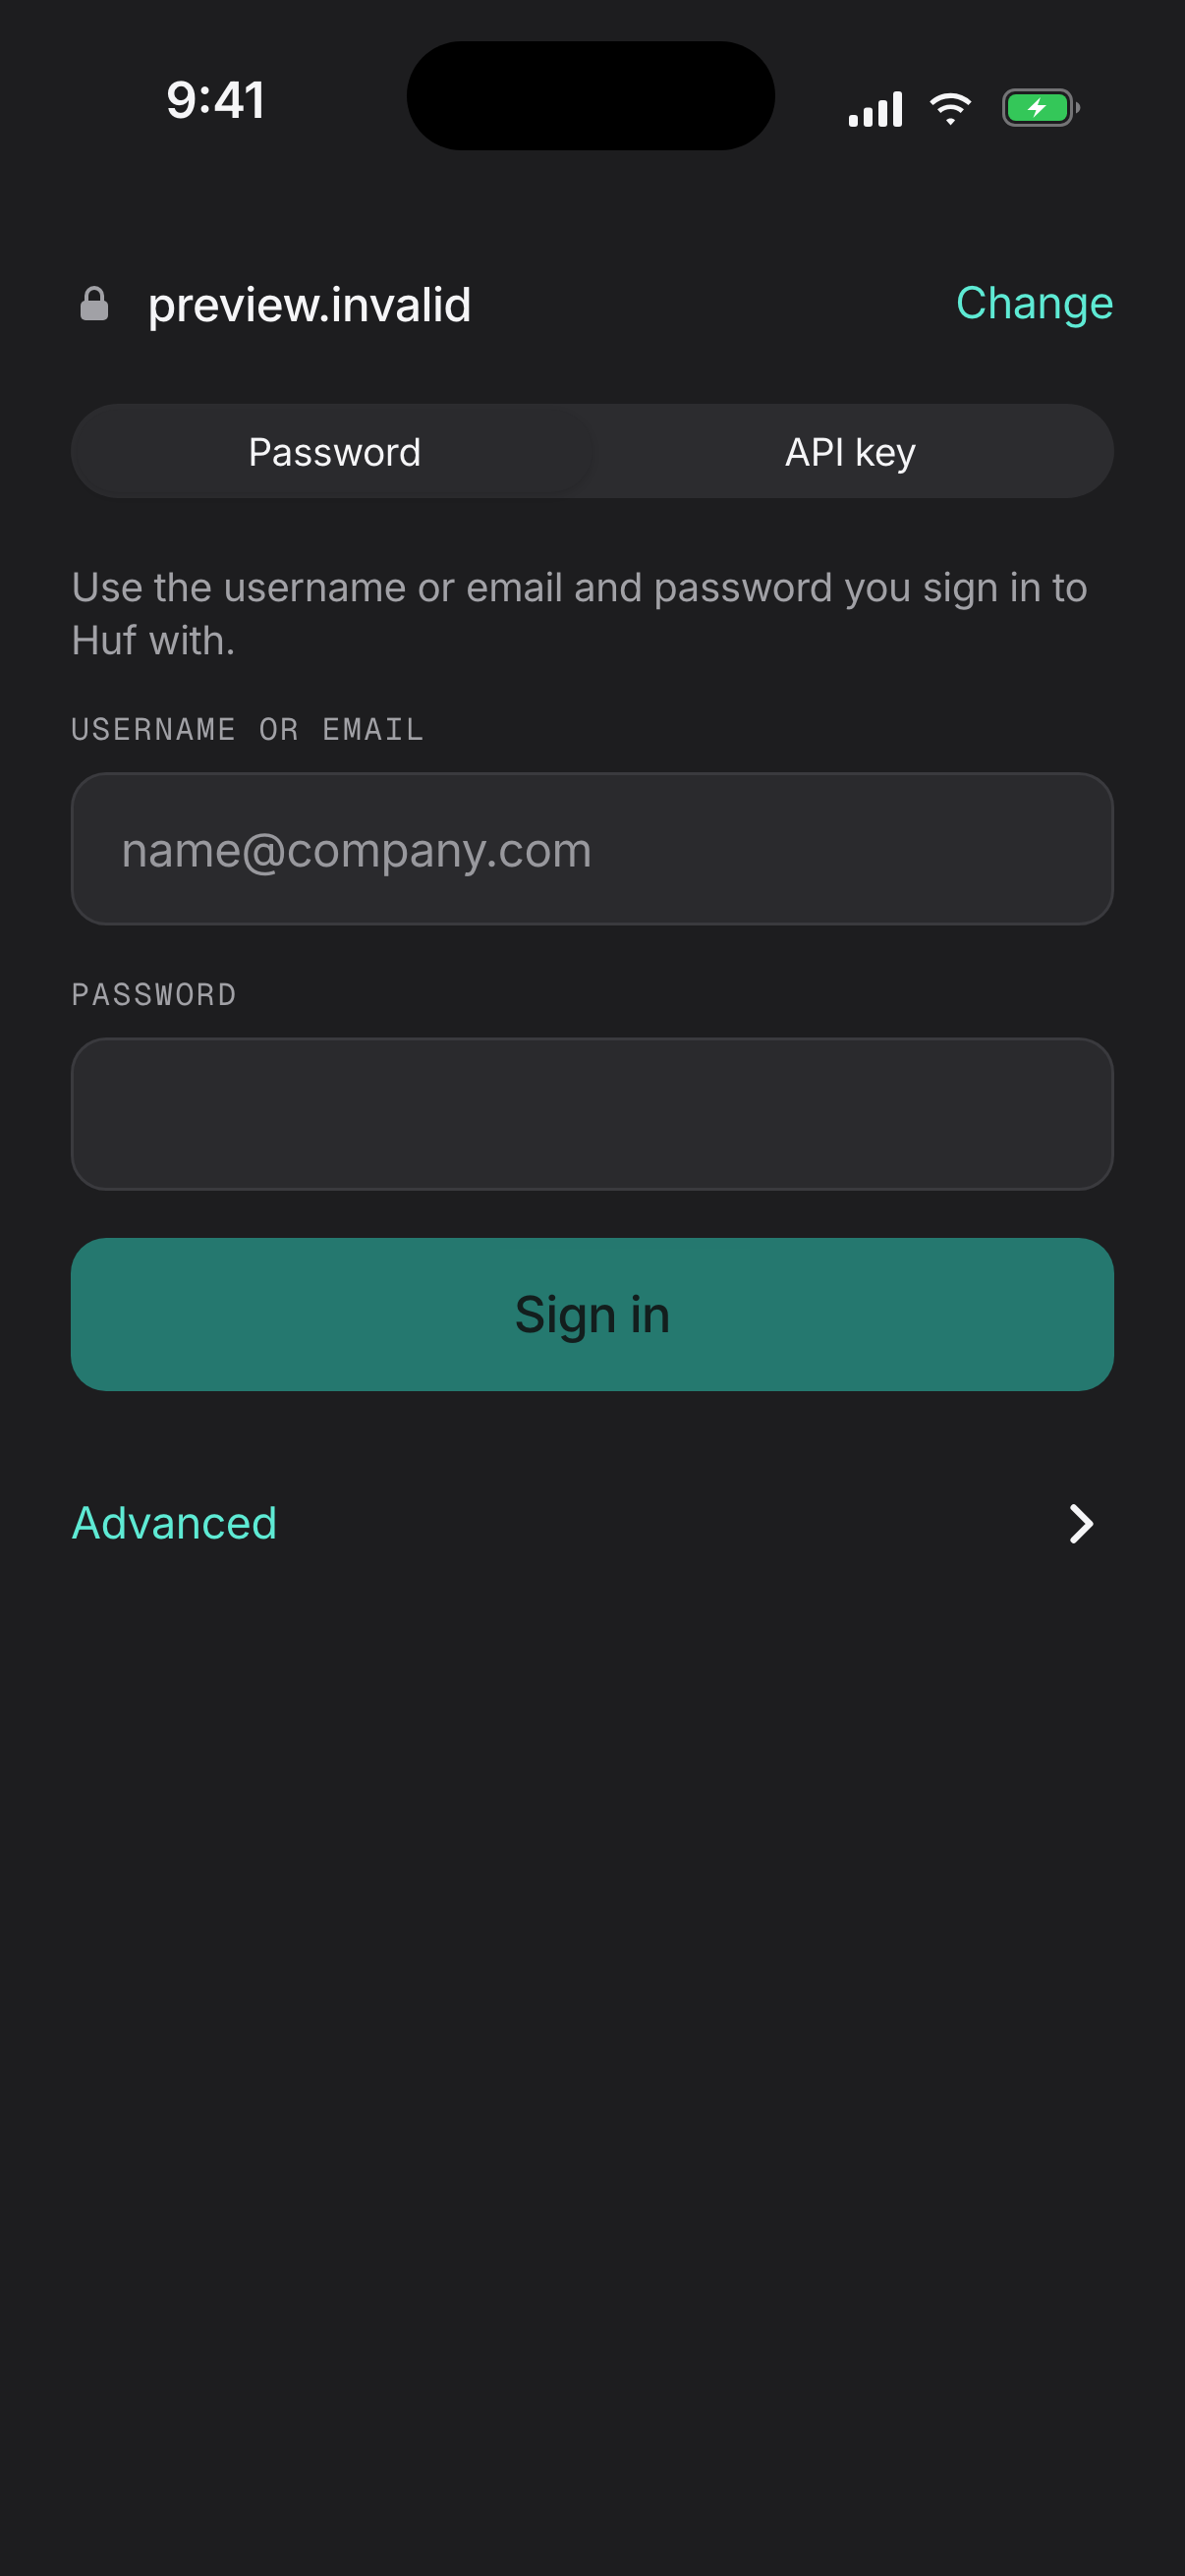 9:41
preview.invalid
Change
Password
API key
Use the username or email and password you sign in to
Huf with.
USERNAME OR EMAIL
name@company.com
PASSWORD
Sign in
Advanced